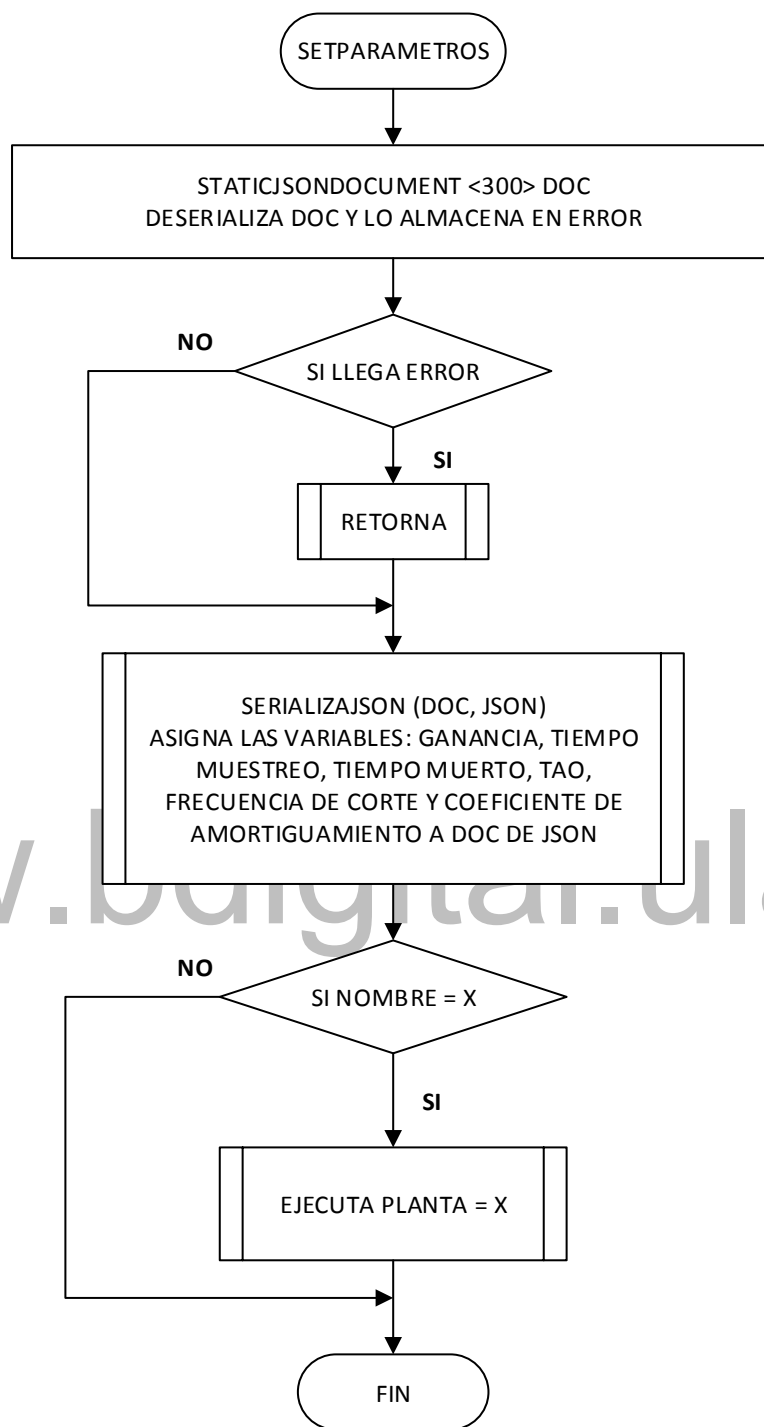 SETPARAMETROS
STATICJSONDOCUMENT <300> DOC
DESERIALIZA DOC Y LO ALMACENA EN ERROR
NO
SI LLEGA ERROR
SI
RETORNA
SERIALIZAJSON (DOC, JSON)
ASIGNA LAS VARIABLES: GANANCIA, TIEMPO
MUESTREO, TIEMPO MUERTO, TAO,
FRECUENCIA DE CORTE Y COEFICIENTE DE
AMORTIGUAMIENTO A DOC DE JSON
w.bdigital.ula
NO
SI NOMBRE = X
SI
EJECUTA PLANTA = X
FIN